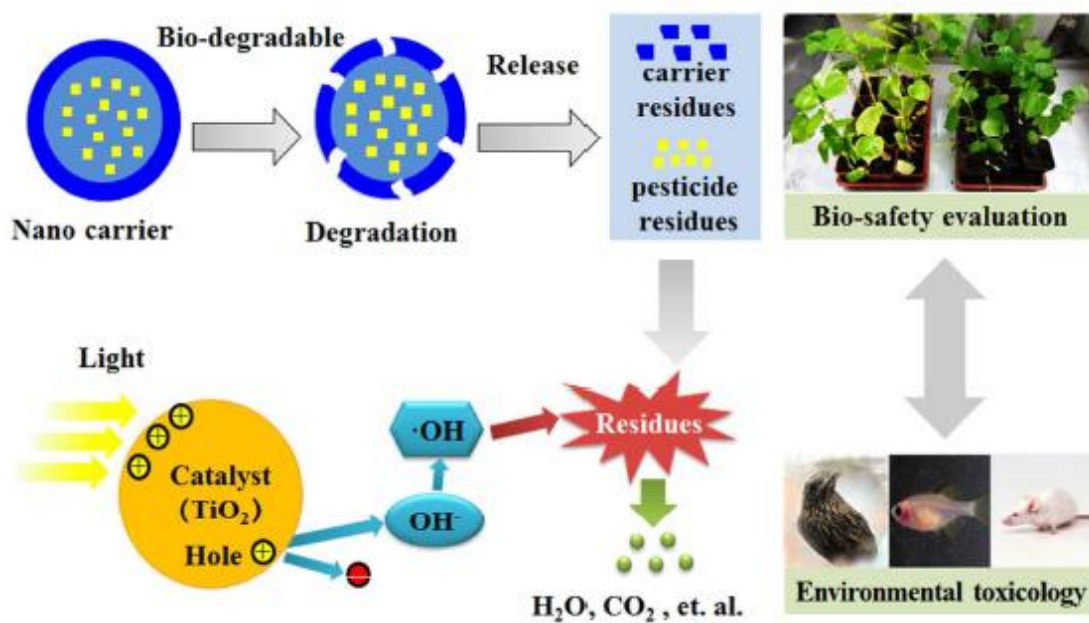 Bio-degradable
Release
carrier
residues
pesticide
residues
Nano carrier
Degradation
Bio-safety evaluation
Light
Catalyst
(TiO₂)
Hole
·OH
OH⁻
Residues
H₂O, CO₂ , et. al.
Environmental toxicology